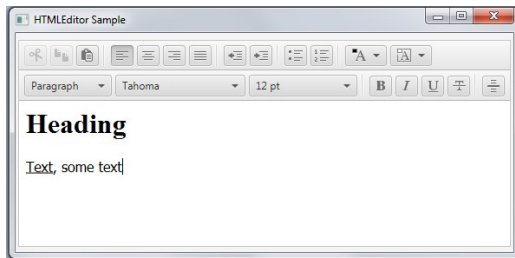 HTMLEditor Sample
A A
Paragraph Tahoma 12 pt B I U T
Heading
Text, some text